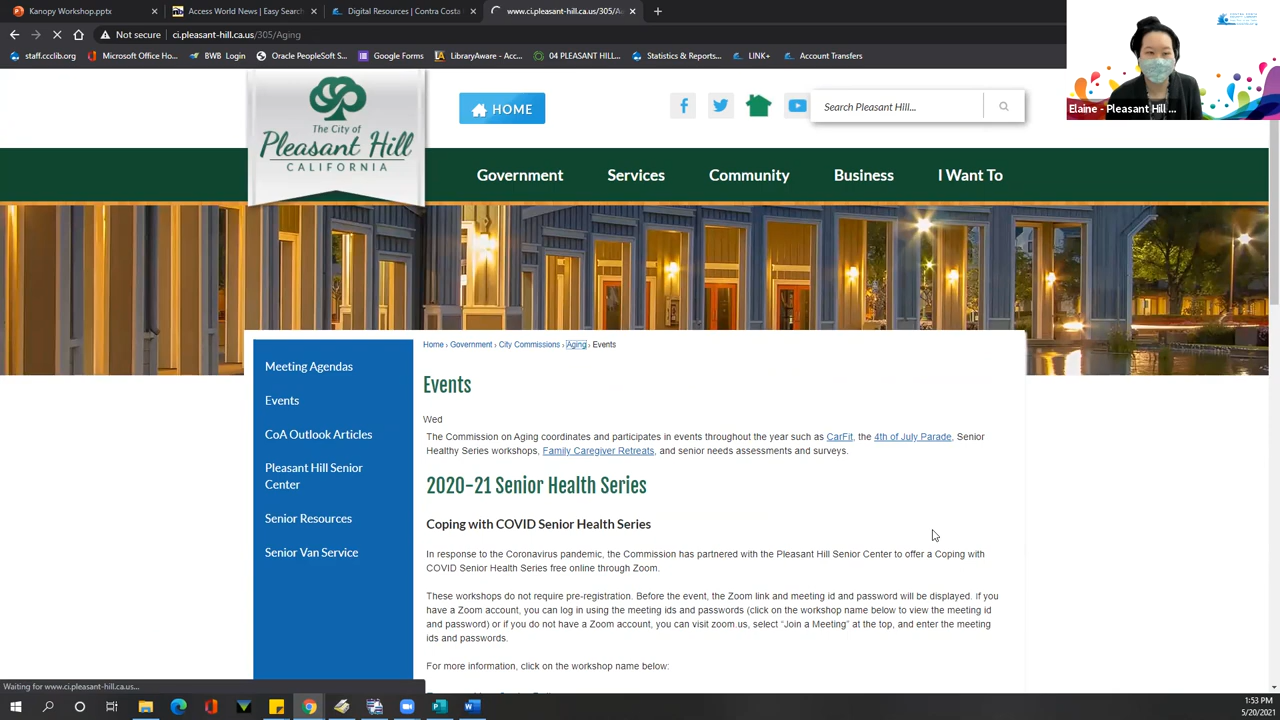 Kanopy Workshop.pptx
Access World News | Easy Search
Digital Resources | Contra Costa
www.pleasant-hill.ca.us/305/Ag
Not secure | ci.pleasant-hill.ca.us/305/Aging
staff.ccclib.org
Microsoft Office Ho...
BWB Login
Oracle PeopleSoft S...
Google Forms
LibraryAware - Acc...
04 PLEASANT HILL...
Statistics & Reports...
LINK+
Account Transfers
Elaine - Pleasant Hill ...
The City of
Pleasant Hill
CALIFORNIA
HOME
Search Pleasant Hill...
Government
Services
Community
Business
I Want To
Meeting Agendas
Events
CoA Outlook Articles
Pleasant Hill Senior
Center
Senior Resources
Senior Van Service
Home › Government › City Commissions › Aging › Events
Events
Wed
The Commission on Aging coordinates and participates in events throughout the year such as CarFit, the 4th of July Parade, Senior
Healthy Series workshops, Family Caregiver Retreats, and senior needs assessments and surveys.
2020-21 Senior Health Series
Coping with COVID Senior Health Series
In response to the Coronavirus pandemic, the Commission has partnered with the Pleasant Hill Senior Center to offer a Coping with
COVID Senior Health Series free online through Zoom.
These workshops do not require pre-registration. Before the event, the Zoom link and meeting id and password will be displayed. If you
have a Zoom account, you can log in using the meeting ids and passwords (click on the workshop name below to view the meeting id
and password) or if you do not have a Zoom account, you can visit zoom.us, select “Join a Meeting” at the top, and enter the meeting
ids and passwords.
For more information, click on the workshop name below:
Waiting for www.ci.pleasant-hill.ca.us...
1:53 PM
5/20/2021